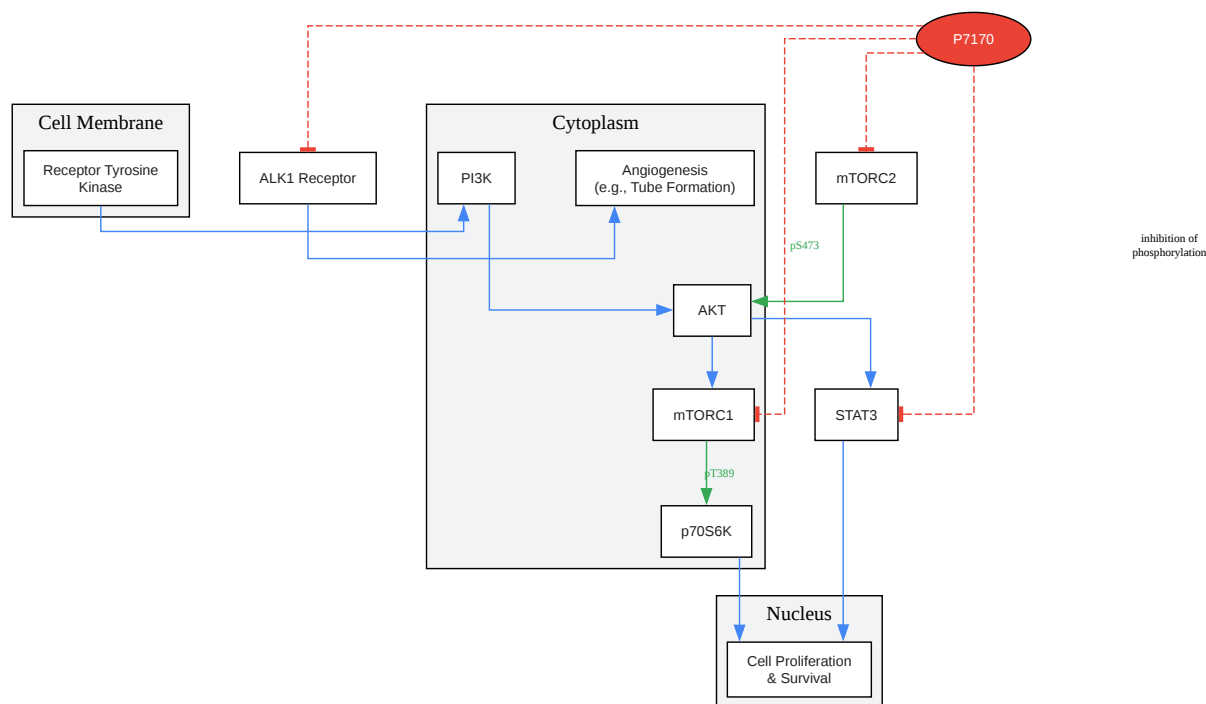 P7170
Cell Membrane
Cytoplasm
Receptor Tyrosine
Kinase
ALK1 Receptor
PI3K
Angiogenesis
(e.g., Tube Formation)
mTORC2
pS473
inhibition of
phosphorylation
AKT
mTORC1
STAT3
pT389
p70S6K
Nucleus
Cell Proliferation
& Survival